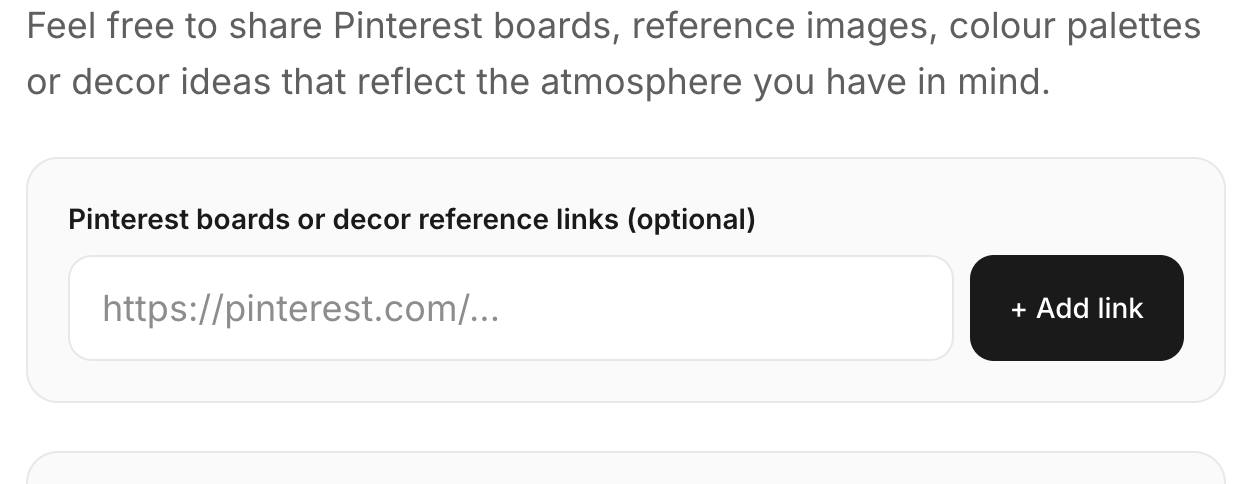 Feel free to share Pinterest boards, reference images, colour palettes
or decor ideas that reflect the atmosphere you have in mind.
Pinterest boards or decor reference links (optional)
https://pinterest.com/...
+ Add link